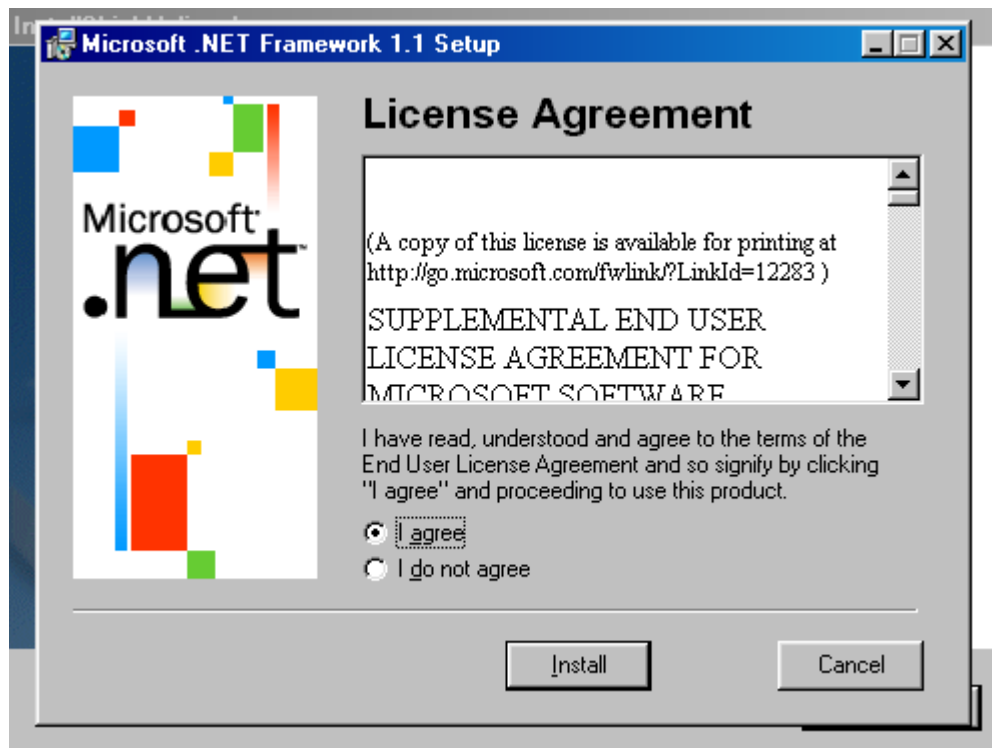 Microsoft .NET Framework 1.1 Setup
License Agreement
Microsoft
.net
(A copy of this license is available for printing at
http://go.microsoft.com/fwlink/?LinkId=12283 )
SUPPLEMENTAL END USER
LICENSE AGREEMENT FOR
MICROSOFT SOFTWARE
I have read, understood and agree to the terms of the
End User License Agreement and so signify by clicking
"I agree" and proceeding to use this product.
I agree
I do not agree
Install
Cancel